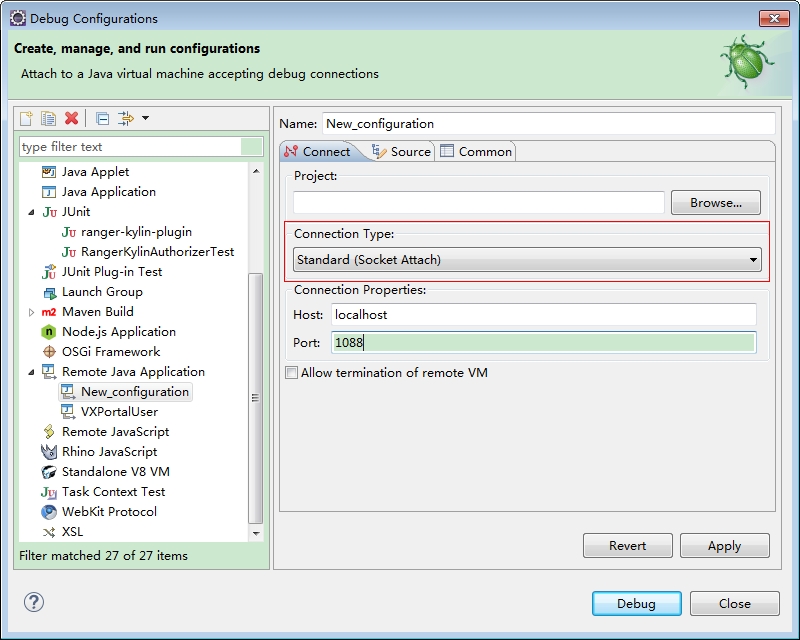 Debug Configurations
Create, manage, and run configurations
Attach to a Java virtual machine accepting debug connections
type filter text
Java Applet
Java Application
JUnit
ranger-kylin-plugin
RangerKylinAuthorizerTest
JUnit Plug-in Test
Launch Group
Maven Build
Node.js Application
OSGi Framework
Remote Java Application
New_configuration
VXPortalUser
Remote JavaScript
Rhino JavaScript
Standalone V8 VM
Task Context Test
WebKit Protocol
XSL
Filter matched 27 of 27 items
Name: New_configuration
Connect Source Common
Project:
Browse...
Connection Type:
Standard (Socket Attach)
Connection Properties:
Host: localhost
Port: 1088
Allow termination of remote VM
Revert Apply
Debug Close